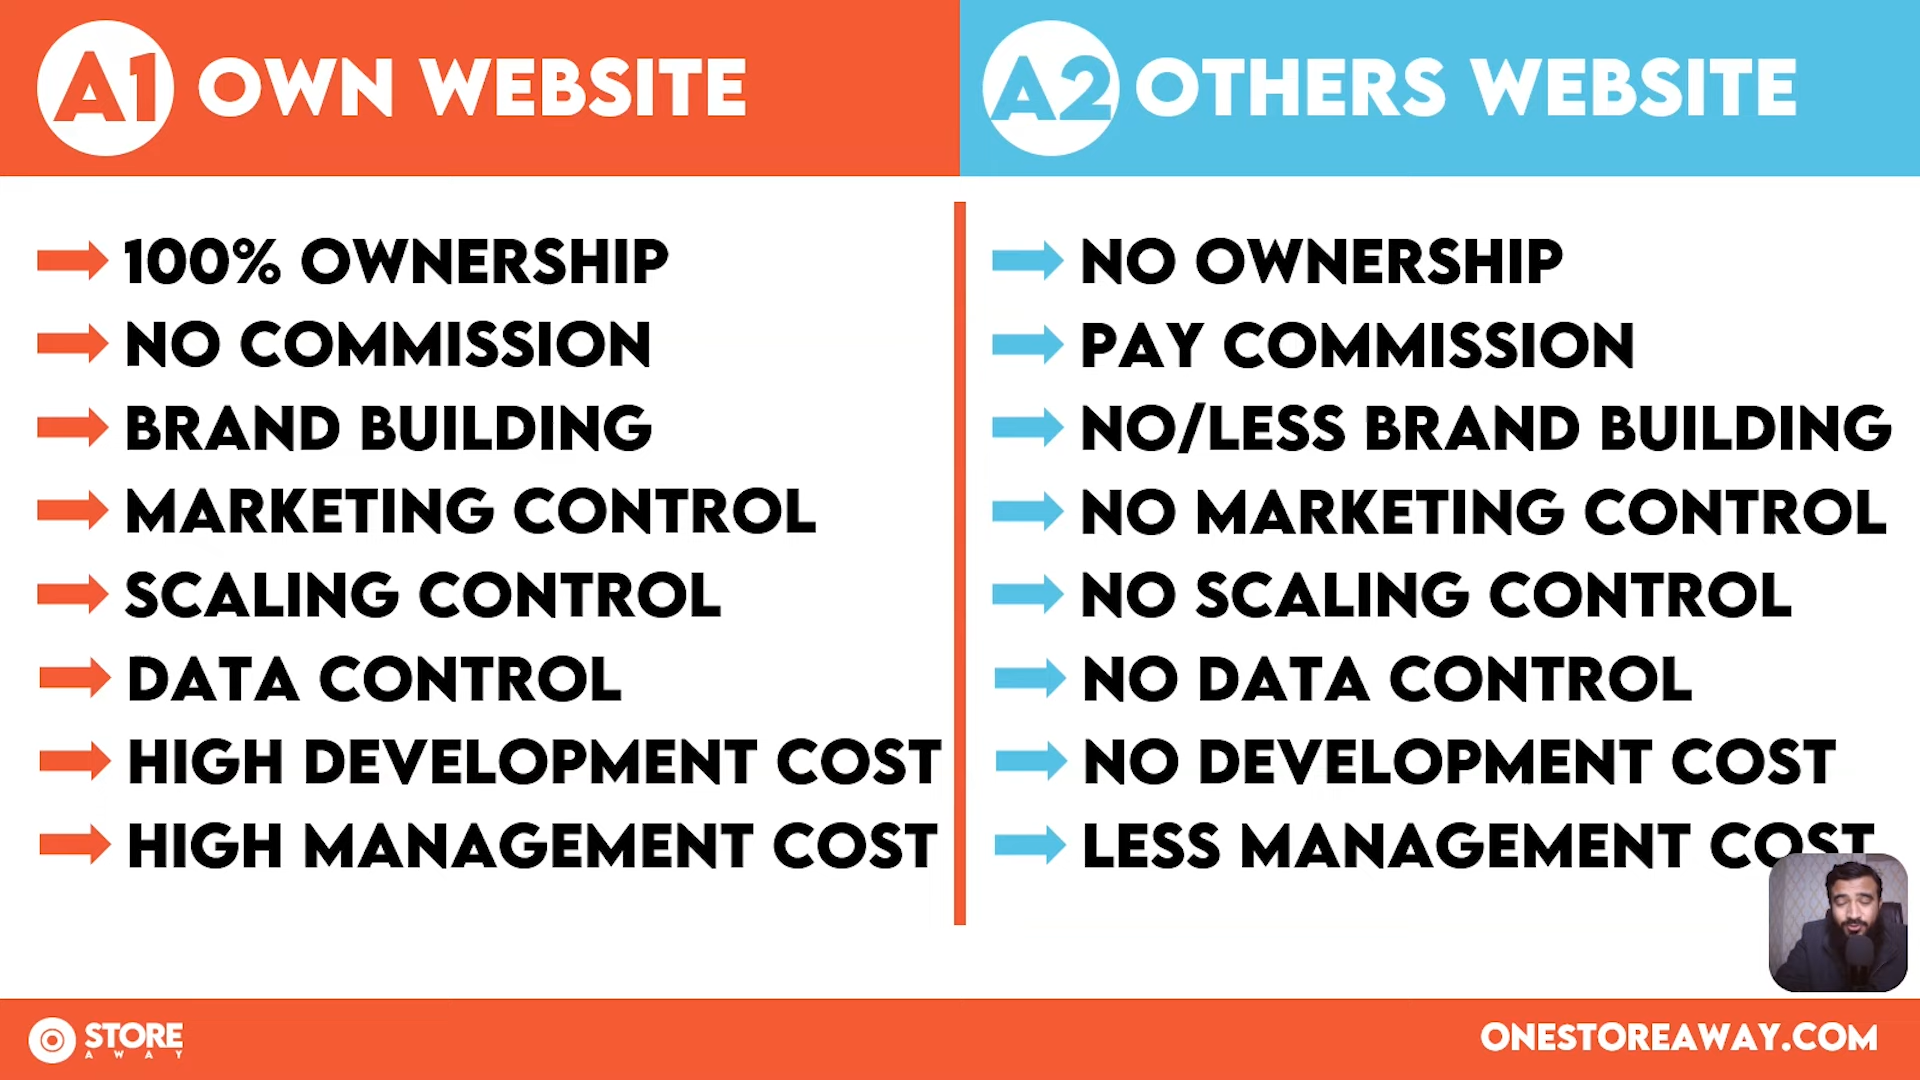 A1 OWN WEBSITE
100% OWNERSHIP
NO COMMISSION
BRAND BUILDING
MARKETING CONTROL
SCALING CONTROL
DATA CONTROL
HIGH DEVELOPMENT COST
HIGH MANAGEMENT COST
A2 OTHERS WEBSITE
NO OWNERSHIP
PAY COMMISSION
NO/LESS BRAND BUILDING
NO MARKETING CONTROL
NO SCALING CONTROL
NO DATA CONTROL
NO DEVELOPMENT COST
LESS MANAGEMENT COST
STORE
AWAY
ONESTOREAWAY.COM